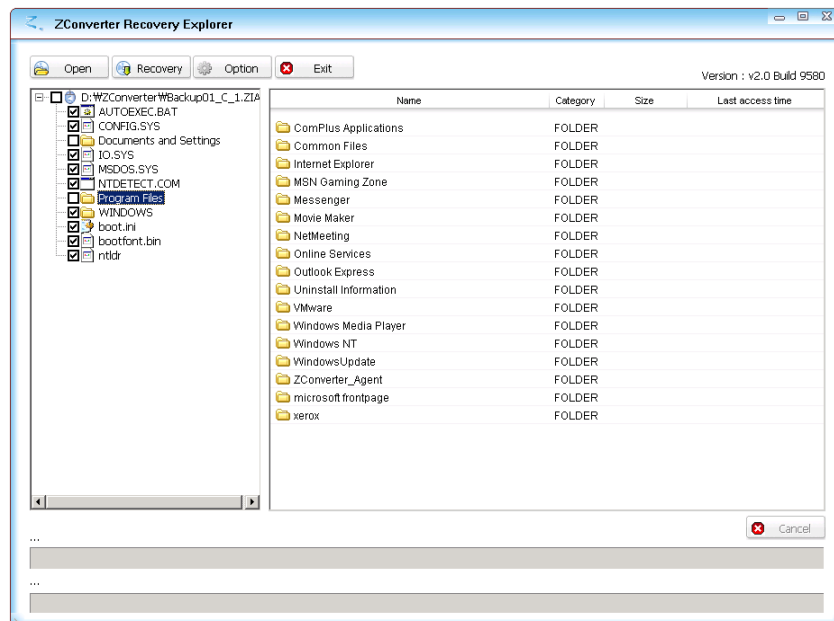 ZConverter Recovery Explorer
Open Recovery Option Exit
Version : v2.0 Build 9580
D:₩ZConverter₩Backup01_C_1.ZIA
AUTOEXEC.BAT
CONFIG.SYS
Documents and Settings
IO.SYS
MSDOS.SYS
NTDETECT.COM
Program Files
WINDOWS
boot.ini
bootfont.bin
ntldr
Name Category Size Last access time
ComPlus Applications FOLDER
Common Files FOLDER
Internet Explorer FOLDER
MSN Gaming Zone FOLDER
Messenger FOLDER
Movie Maker FOLDER
NetMeeting FOLDER
Online Services FOLDER
Outlook Express FOLDER
Uninstall Information FOLDER
VMware FOLDER
Windows Media Player FOLDER
Windows NT FOLDER
WindowsUpdate FOLDER
ZConverter_Agent FOLDER
microsoft frontpage FOLDER
xerox FOLDER
Cancel
...
...